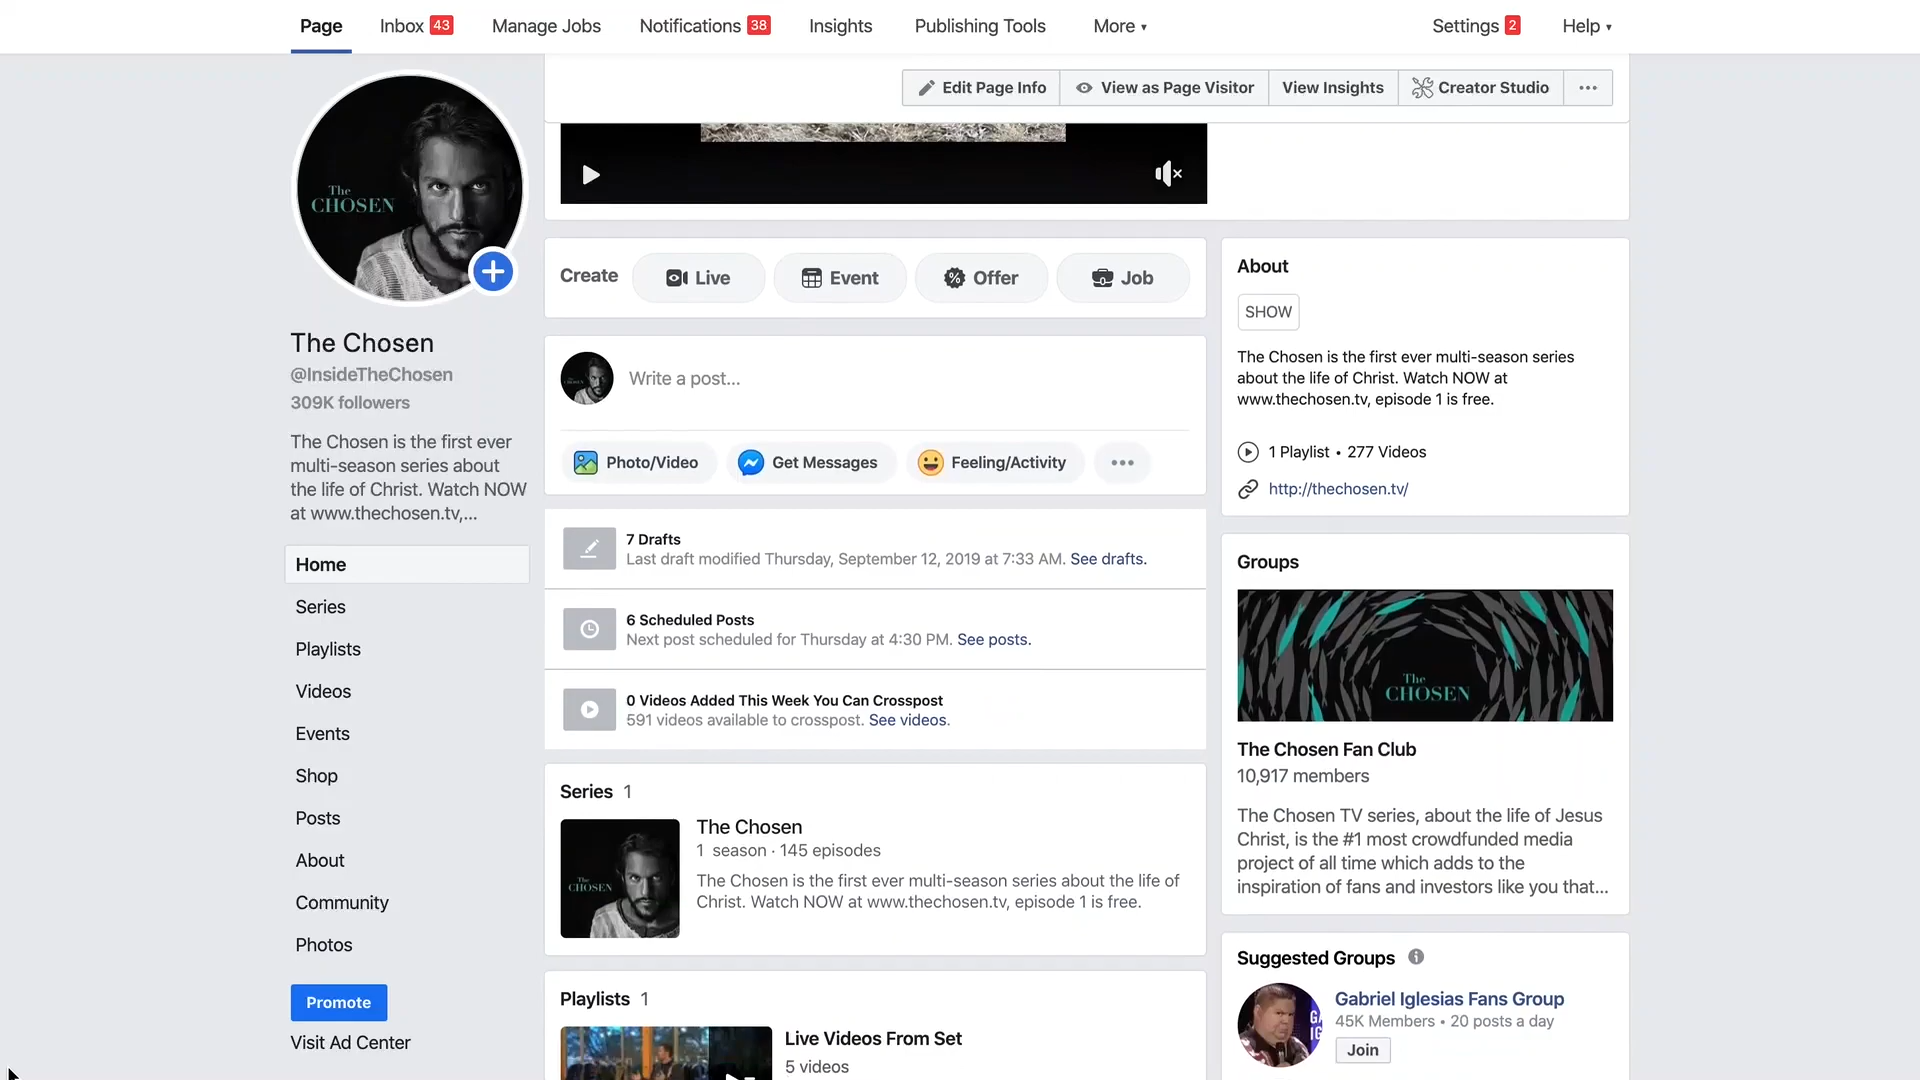 Page
Inbox 43
Manage Jobs
Notifications 38
Insights
Publishing Tools
More
Settings 2
Help
Edit Page Info
View as Page Visitor
View Insights
Creator Studio
The
CHOSEN
The Chosen
@InsideTheChosen
309K followers
The Chosen is the first ever
multi-season series about
the life of Christ. Watch NOW
at www.thechosen.tv,...
Home
Series
Playlists
Videos
Events
Shop
Posts
About
Community
Photos
Promote
Visit Ad Center
Create
Live
Event
Offer
Job
Write a post...
Photo/Video
Get Messages
Feeling/Activity
7 Drafts
Last draft modified Thursday, September 12, 2019 at 7:33 AM. See drafts.
6 Scheduled Posts
Next post scheduled for Thursday at 4:30 PM. See posts.
0 Videos Added This Week You Can Crosspost
591 videos available to crosspost. See videos.
Series 1
The
CHOSEN
The Chosen
1 season · 145 episodes
The Chosen is the first ever multi-season series about the life of
Christ. Watch NOW at www.thechosen.tv, episode 1 is free.
Playlists 1
Live Videos From Set
5 videos
About
SHOW
The Chosen is the first ever multi-season series
about the life of Christ. Watch NOW at
www.thechosen.tv, episode 1 is free.
1 Playlist • 277 Videos
http://thechosen.tv/
Groups
The
CHOSEN
The Chosen Fan Club
10,917 members
The Chosen TV series, about the life of Jesus
Christ, is the #1 most crowdfunded media
project of all time which adds to the
inspiration of fans and investors like you that...
Suggested Groups
Gabriel Iglesias Fans Group
45K Members • 20 posts a day
Join